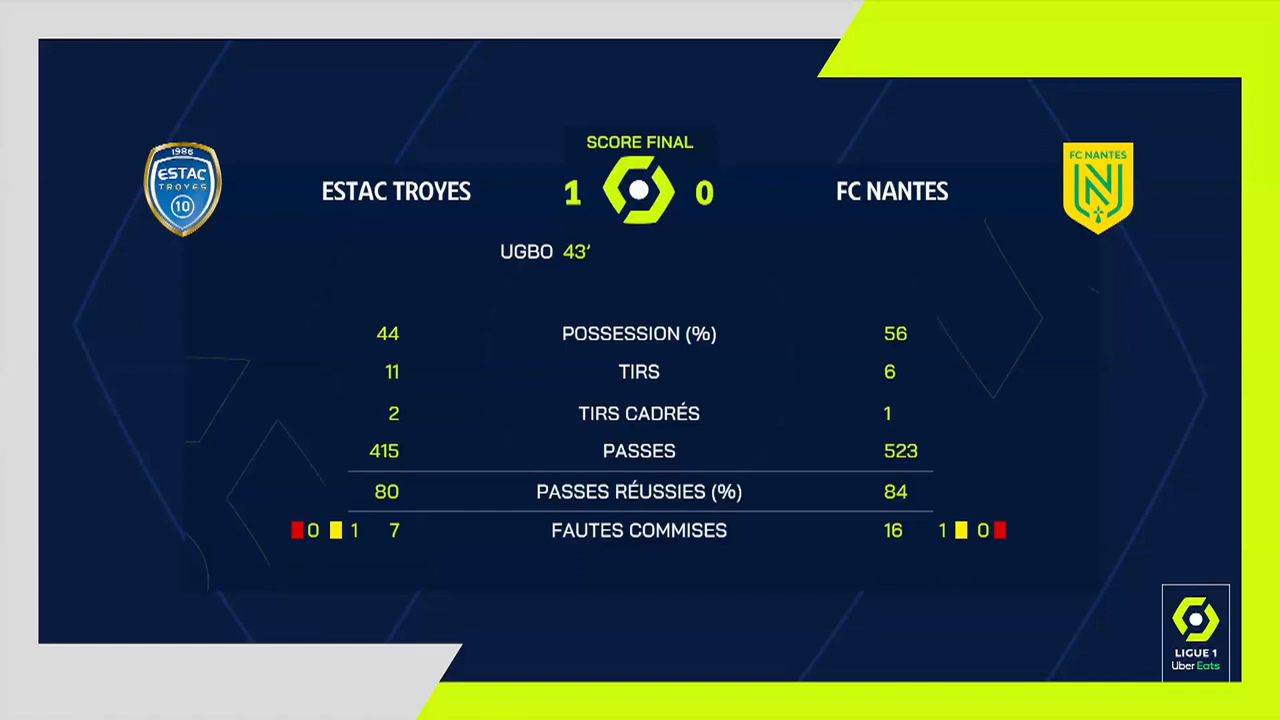 SCORE FINAL
1986
ESTAC
TROYES
10
ESTAC TROYES 1 0 FC NANTES
FC NANTES
N
UGBO 43’
44 POSSESSION (%) 56
11 TIRS 6
2 TIRS CADRÉS 1
415 PASSES 523
80 PASSES RÉUSSIES (%) 84
0 1 7 FAUTES COMMISES 16 1 0
LIGUE 1
Uber Eats